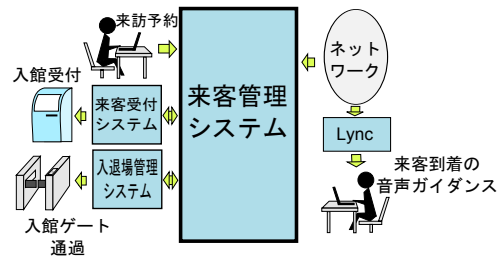 来訪予約
入館受付
来客受付
システム
入退場管理
システム
入館ゲート
通過
来客管理
システム
ネット
ワーク
Lync
来客到着の
音声ガイダンス